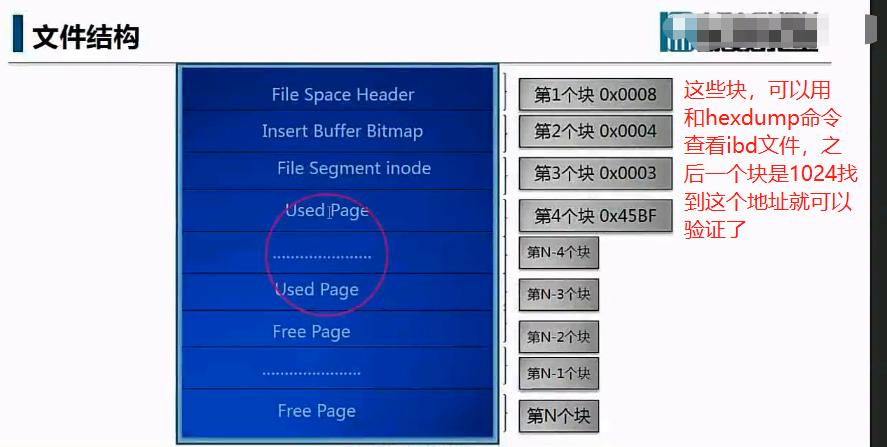 文件结构
File Space Header
第1个块 0x0008
Insert Buffer Bitmap
第2个块 0x0004
File Segment inode
第3个块 0x0003
Used Page
第4个块 0x45BF
......................
第N-4个块
Used Page
第N-3个块
Free Page
第N-2个块
......................
第N-1个块
Free Page
第N个块
这些块，可以用
和hexdump命令
查看ibd文件，之
后一个块是1024找
到这个地址就可以
验证了